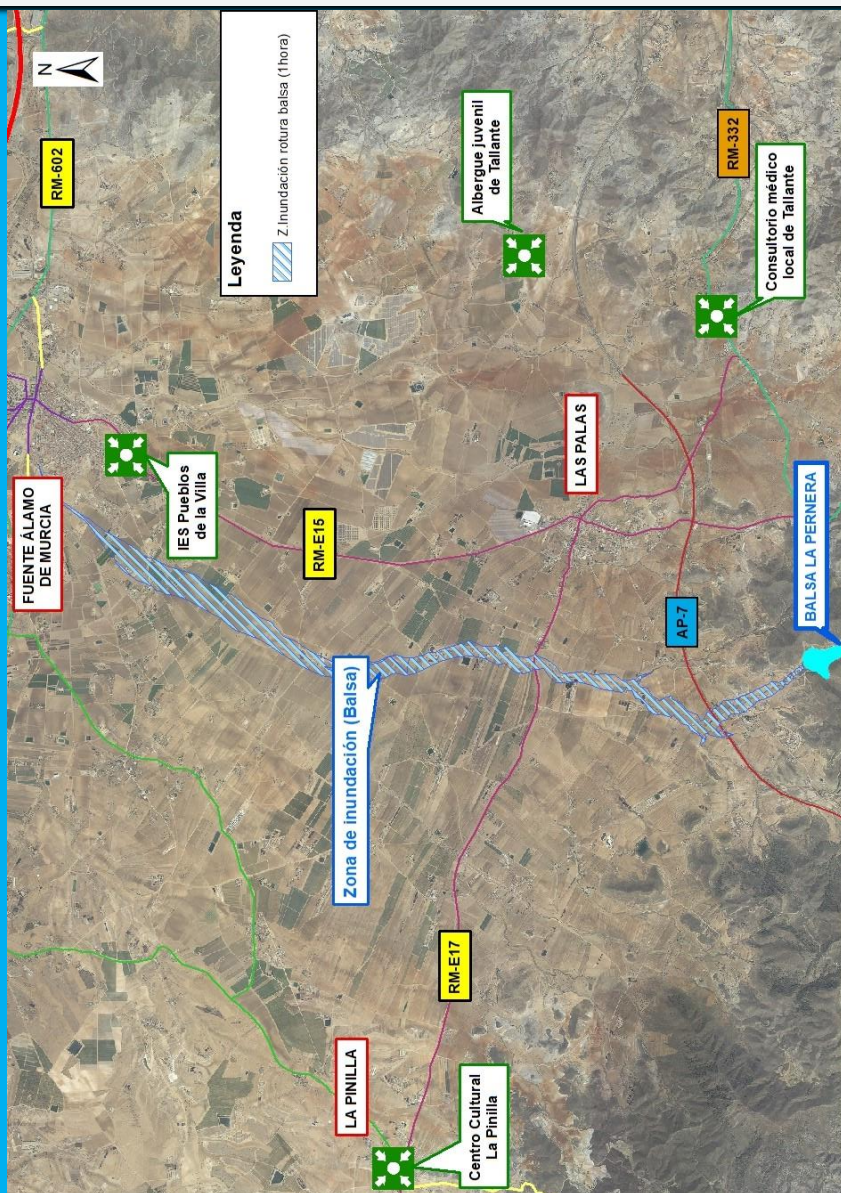 N
RM-602
Leyenda
Z.Inundación rotura balsa (1hora)
FUENTE ÁLAMO
DE MURCIA
IES Pueblos
de la Villa
Albergue juvenil
de Tallante
RM-332
Consultorio médico
local de Tallante
RM-E15
LAS PALAS
Zona de inundación (Balsa)
AP-7
BALSA LA PERNERA
RM-E17
LA PINILLA
Centro Cultural
La Pinilla